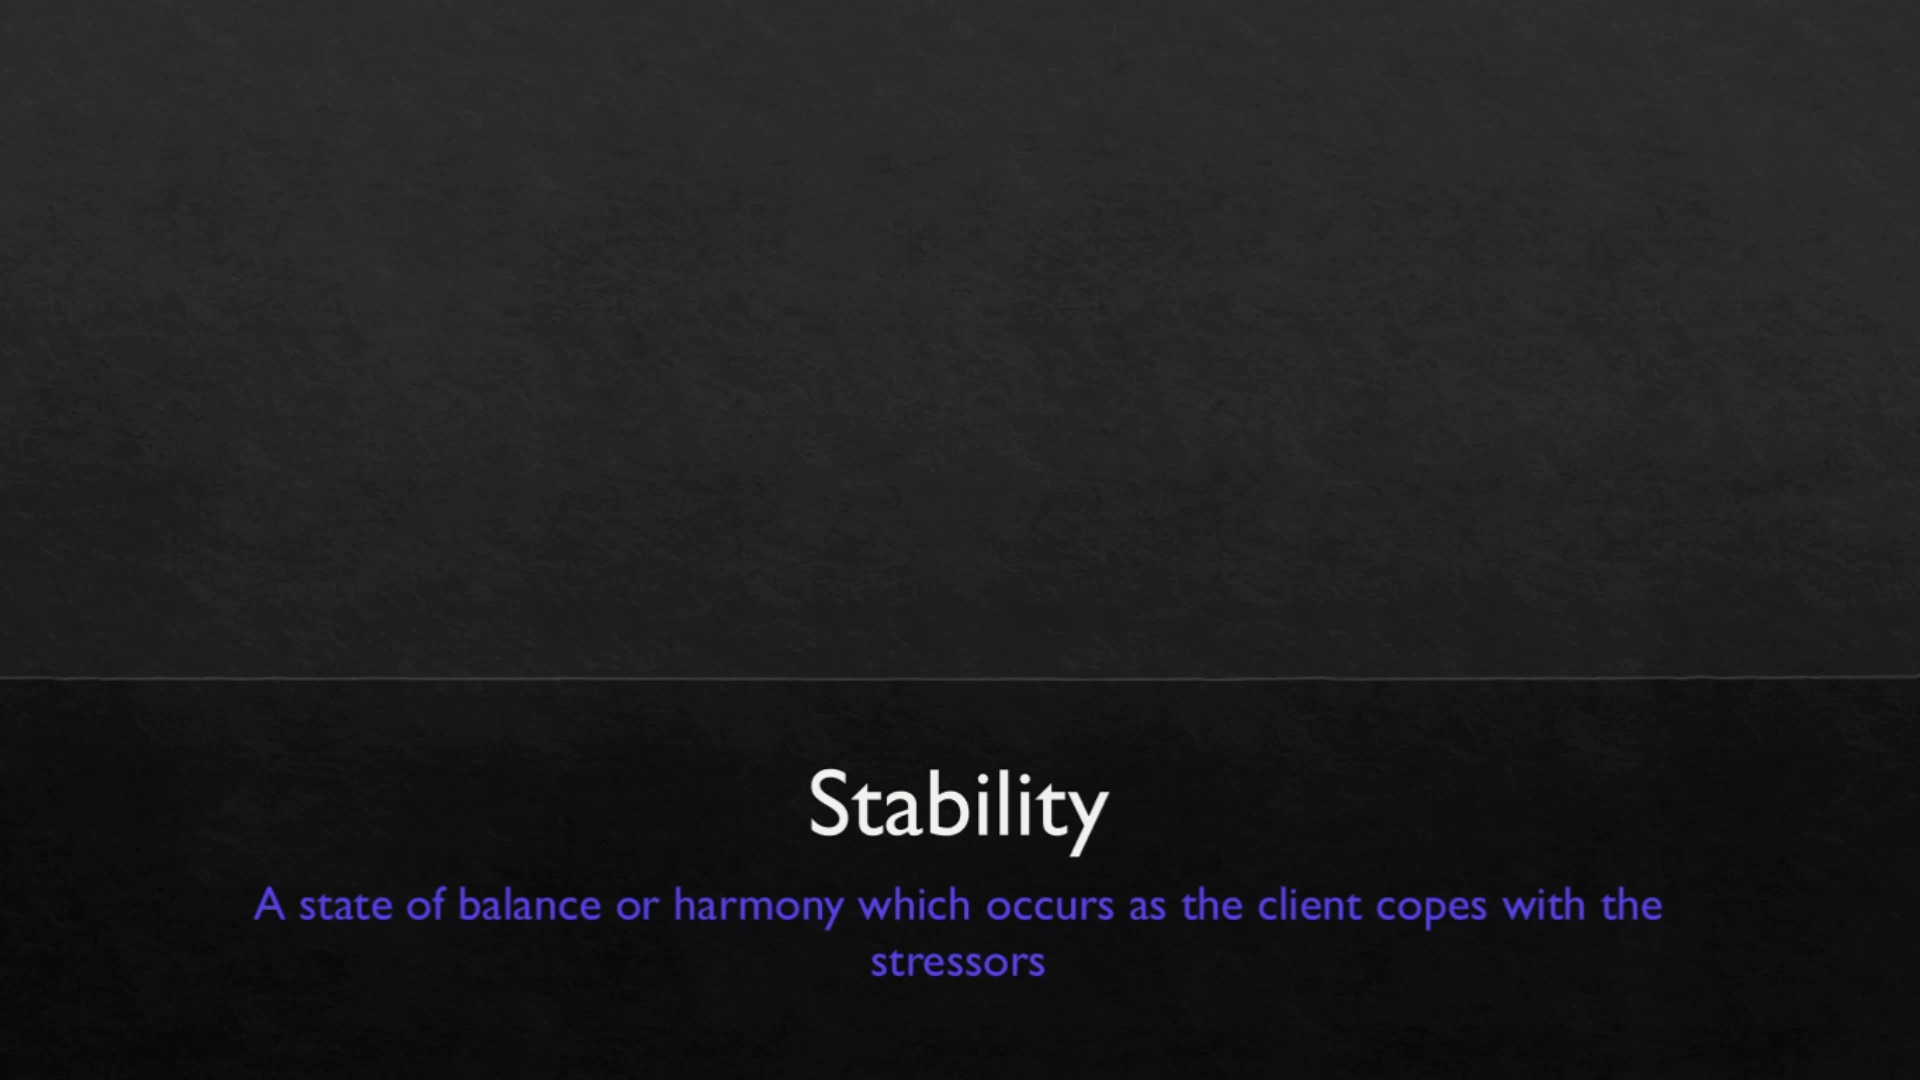 Stability
A state of balance or harmony which occurs as the client copes with the
stressors